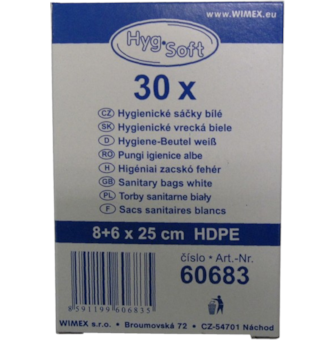 www.WIMEX.eu
Hyg Soft
30 x
CZ Hygienické sáčky bílé
SK Hygienické vrecká biele
D Hygiene-Beutel weiß
RO Pungi igienice albe
H Higéniai zacskó fehér
GB Sanitary bags white
PL Torby sanitarne biały
F Sacs sanitaires blancs
8+6 x 25 cm HDPE
číslo • Art.-Nr.
60683
8591199606835
WIMEX s.r.o. • Broumovská 72 • CZ-54701 Náchod